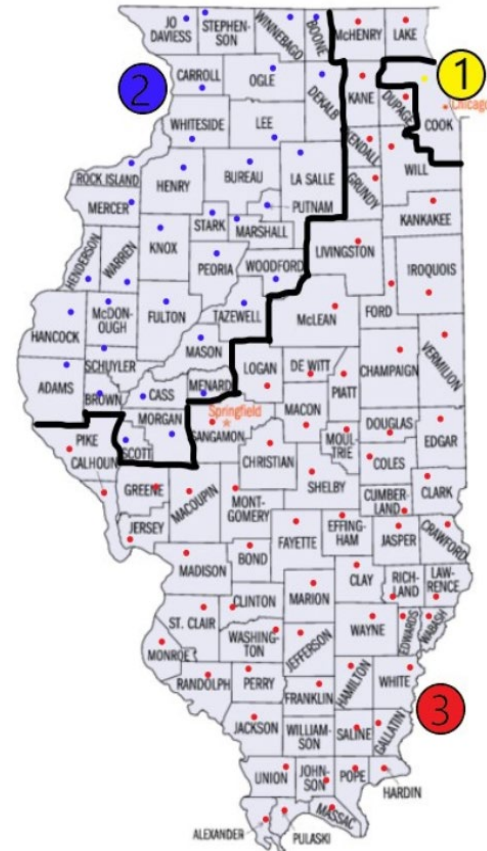 JO
DAVIESS
STEPHEN-
SON
WINNEBAGO
BOONE
McHENRY
LAKE
1
2
CARROLL
OGLE
DEKALB
KANE
DUPAGE
Chicago
COOK
WHITESIDE
LEE
KENDALL
WILL
ROCK ISLAND
HENRY
BUREAU
LA SALLE
GRUNDY
MERCER
PUTNAM
KANKAKEE
STARK
MARSHALL
HENDERSON
WARREN
KNOX
PEORIA
WOODFORD
LIVINGSTON
IROQUOIS
McDON-
OUGH
FULTON
TAZEWELL
McLEAN
FORD
HANCOCK
MASON
SCHUYLER
LOGAN
DE WITT
CHAMPAIGN
VERMILION
ADAMS
BROWN
CASS
MENARD
PIATT
MORGAN
Springfield
SANGAMON
MACON
DOUGLAS
EDGAR
PIKE
SCOTT
CHRISTIAN
MOUL-
TRIE
COLES
CALHOUN
GREENE
MACOUPIN
MONT-
GOMERY
SHELBY
CUMBER-
LAND
CLARK
JERSEY
FAYETTE
EFFING-
HAM
JASPER
CRAWFORD
MADISON
BOND
CLAY
RICH-
LAND
LAW-
RENCE
CLINTON
MARION
ST. CLAIR
WAYNE
EDWARDS
WABASH
WASHING-
TON
JEFFERSON
MONROE
RANDOLPH
PERRY
HAMILTON
WHITE
FRANKLIN
3
JACKSON
WILLIAM-
SON
SALINE
GALLATIN
UNION
JOHN-
SON
POPE
HARDIN
MASSAC
ALEXANDER
PULASKI